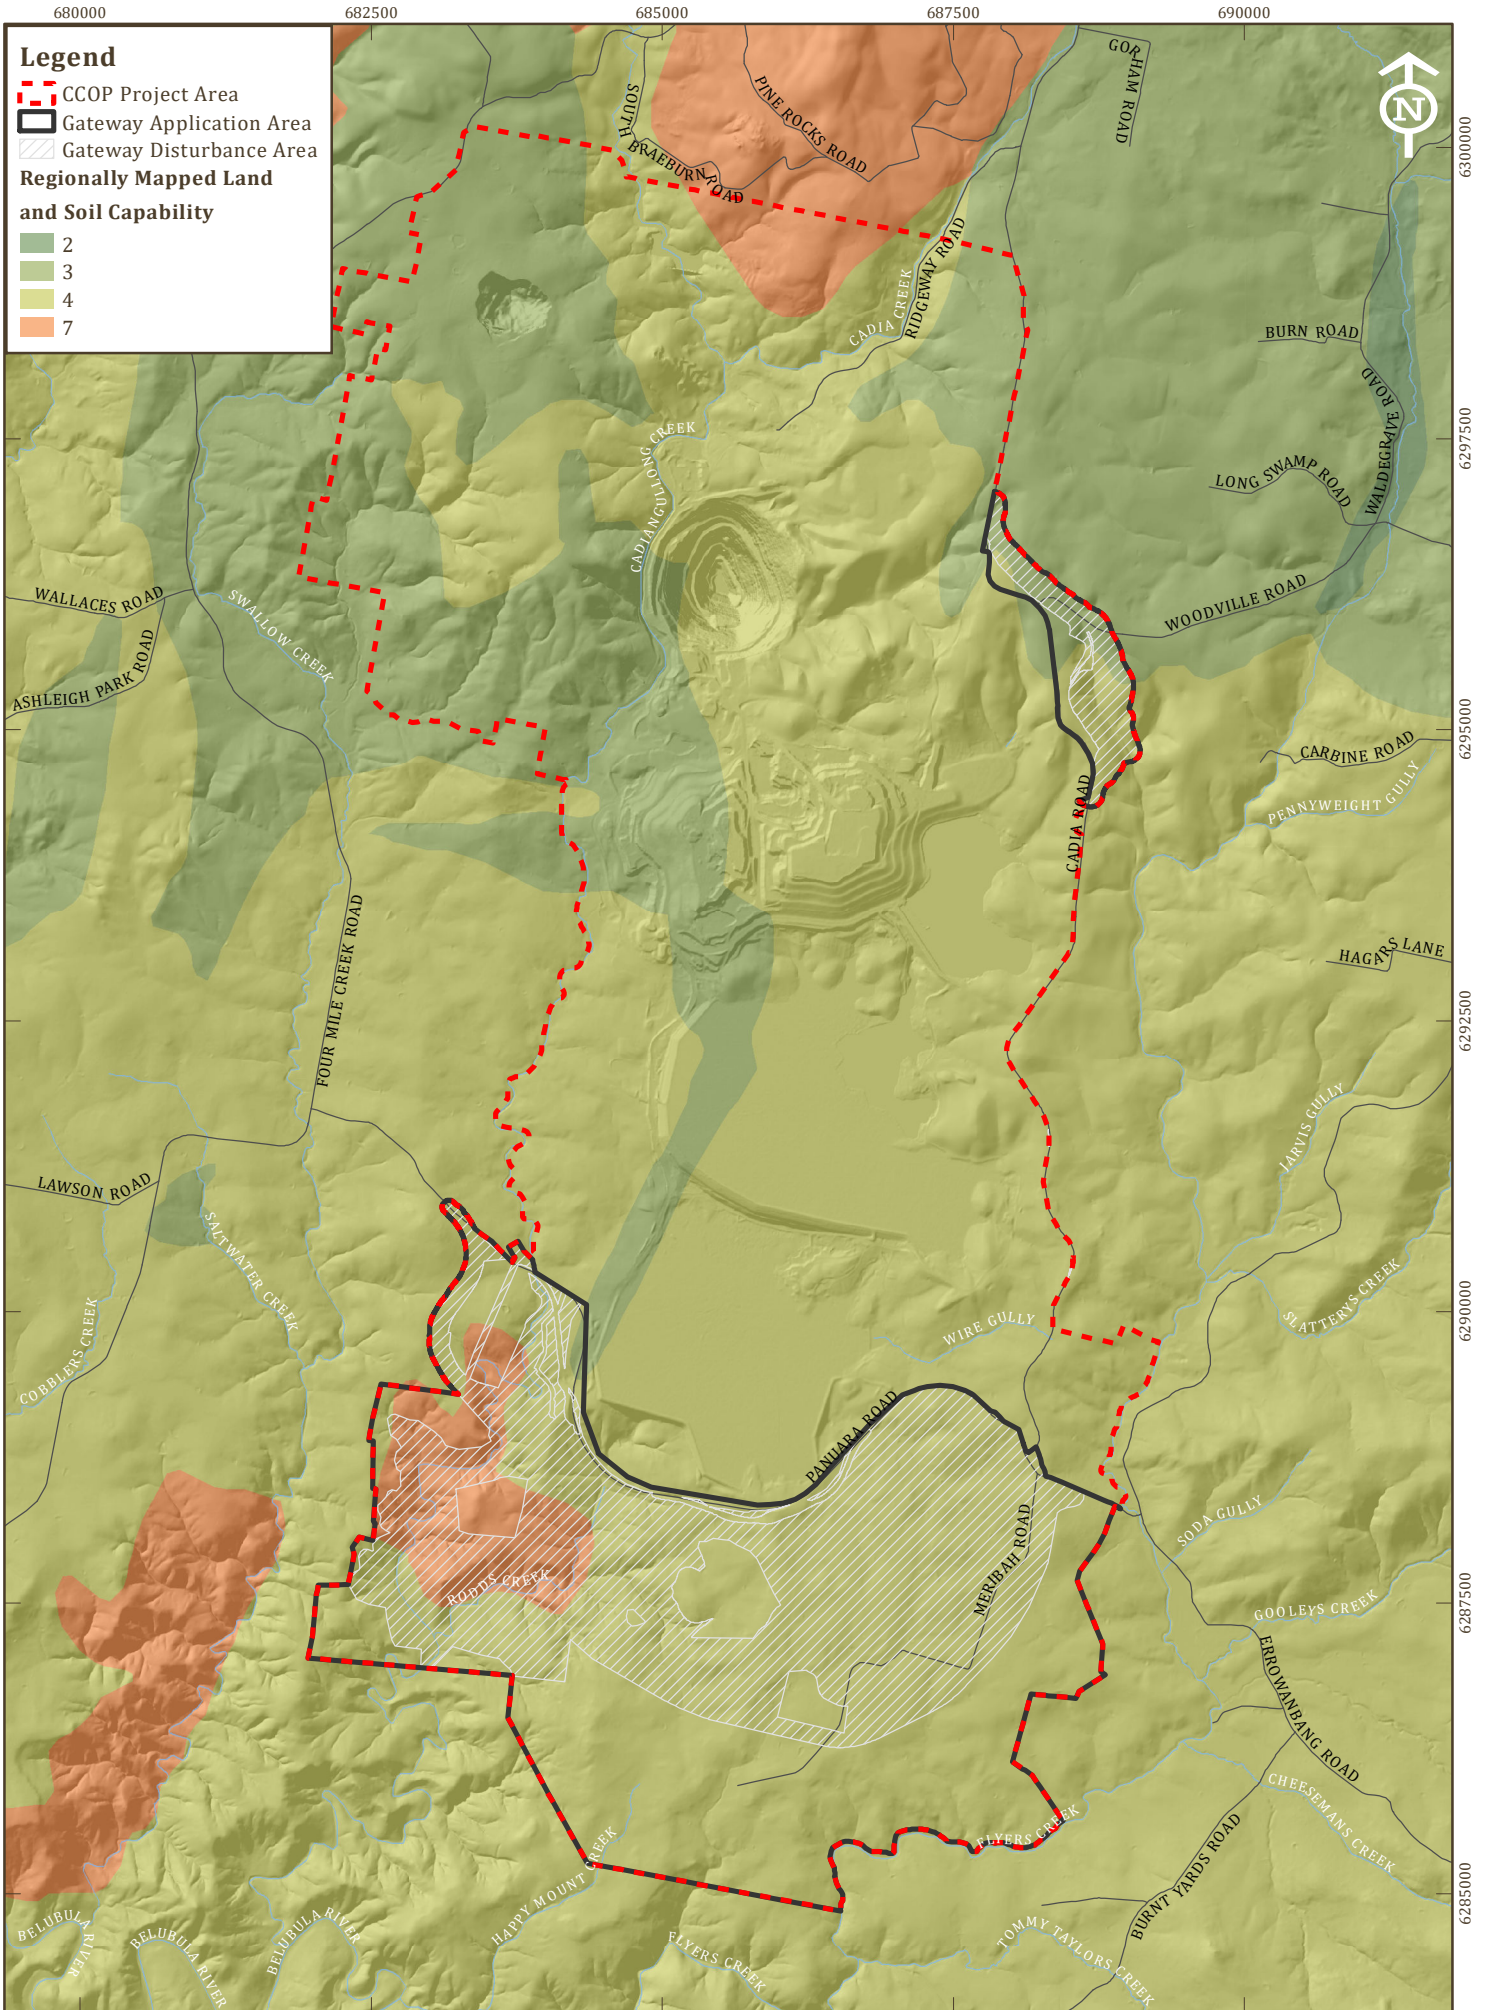 680000
682500
685000
687500
690000
Legend
CCOP Project Area
Gateway Application Area
Gateway Disturbance Area
Regionally Mapped Land
and Soil Capability
2
3
4
7
N
GORHAM ROAD
SOUTH
BRAEBURN ROAD
PINE ROCKS ROAD
6300000
RIDGEWAY ROAD
CADIA CREEK
BURN ROAD
WALDEGRAVE ROAD
CADIANGULLONG CREEK
LONG SWAMP ROAD
6297500
WALLACES ROAD
SWALLOW CREEK
WOODVILLE ROAD
ASHLEIGH PARK ROAD
6295000
CARBINE ROAD
PENNYWEIGHT GULLY
CADIA ROAD
FOUR MILE CREEK ROAD
HAGARS LANE
6292500
JARVIS GULLY
LAWSON ROAD
SALTWATER CREEK
COBBLERS CREEK
WIRE GULLY
SLATTERYS CREEK
6290000
PANUARA ROAD
MERIBAH ROAD
SODA GULLY
RODDS CREEK
GOOLEYS CREEK
6287500
ERROWANBANG ROAD
CHEESEMANS CREEK
FLYERS CREEK
HAPPY MOUNT CREEK
BURNT YARDS ROAD
6285000
BELUBULA RIVER
BELUBULA RIVER
BELUBULA RIVER
FLYERS CREEK
TOMMY TAYLORS CREEK